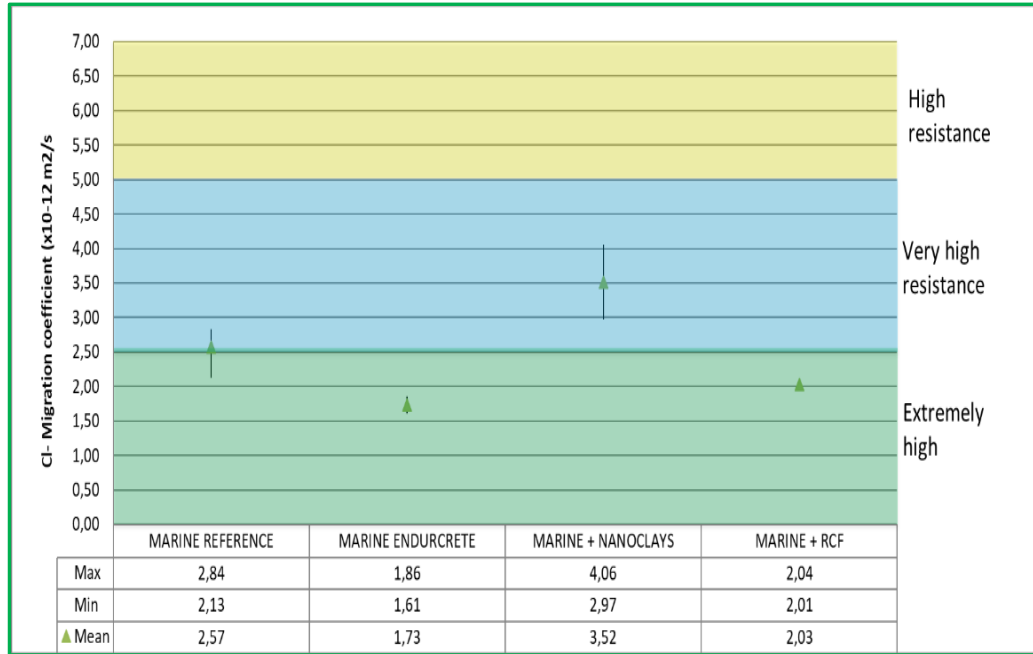 7,00
6,50
6,00
5,50
5,00
4,50
4,00
3,50
3,00
2,50
2,00
1,50
1,00
0,50
0,00
Cl- Migration coefficient (x10-12 m2/s
High
resistance
Very high
resistance
Extremely
high
MARINE REFERENCE MARINE ENDURCRETE MARINE + NANOCLAYS MARINE + RCF
Max 2,84 1,86 4,06 2,04
Min 2,13 1,61 2,97 2,01
Mean 2,57 1,73 3,52 2,03